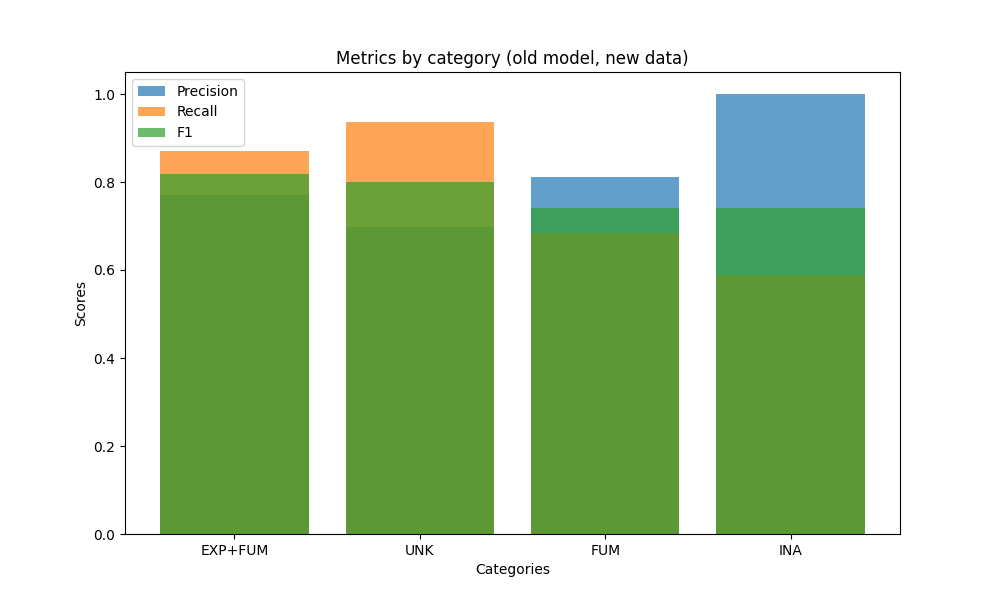 Metrics by category (old model, new data)
Precision
Recall
F1
1.0
0.8
0.6
0.4
0.2
0.0
Scores
EXP+FUM
UNK
FUM
INA
Categories